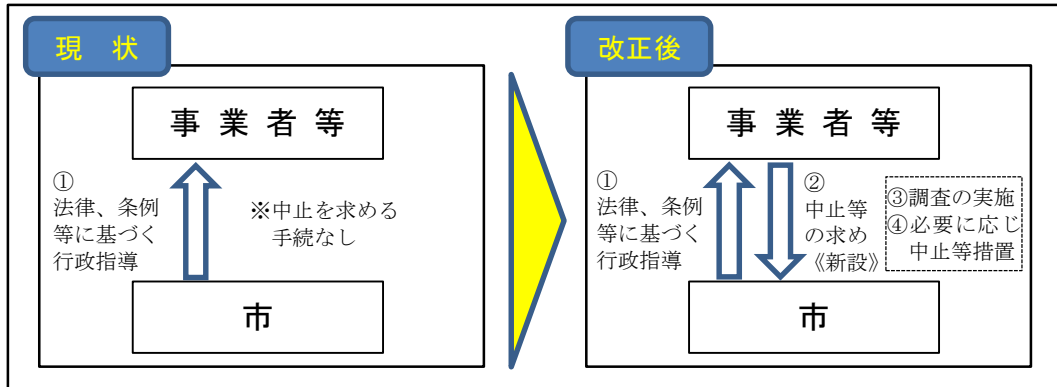 現　状
事 業 者 等
①
法律、条例
等に基づく
行政指導
※中止を求める
手続なし
市
改正後
事 業 者 等
①
法律、条例
等に基づく
行政指導
②
中止等
の求め
《新設》
③調査の実施
④必要に応じ
中止等措置
市